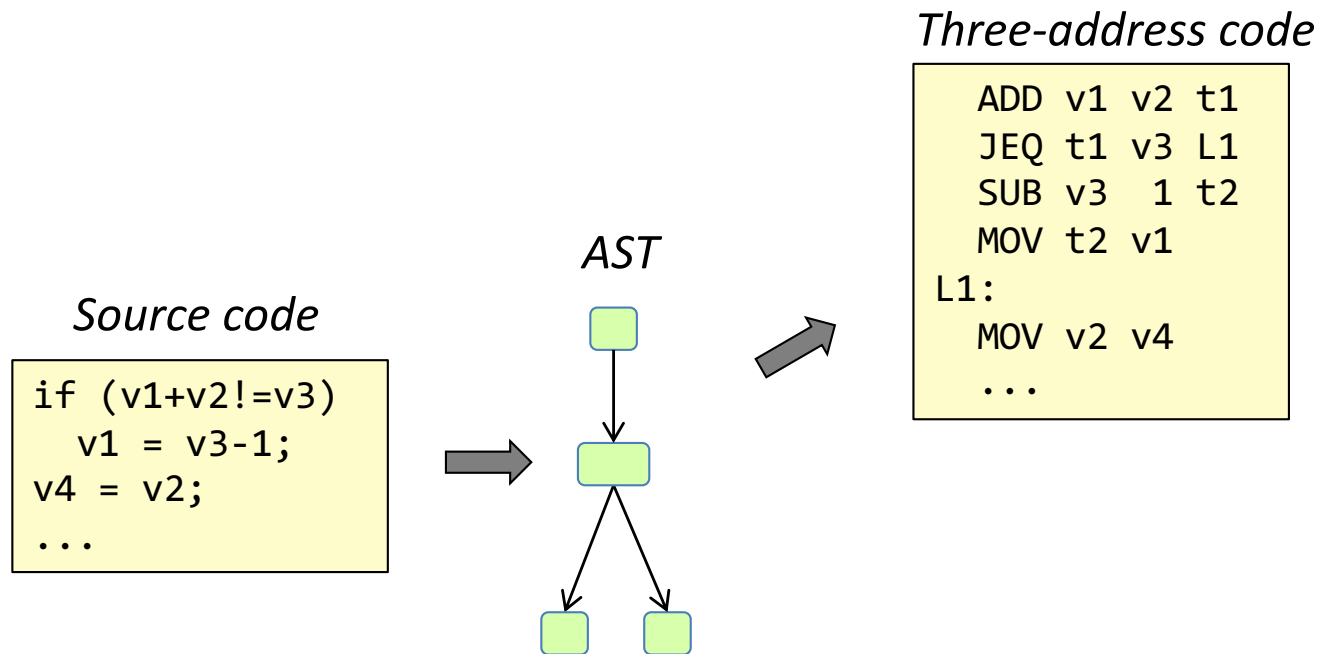 Source code
if (v1+v2!=v3)
  v1 = v3-1;
v4 = v2;
...
AST
Three-address code
  ADD v1 v2 t1
  JEQ t1 v3 L1
  SUB v3  1 t2
  MOV t2 v1
L1:
  MOV v2 v4
  ...